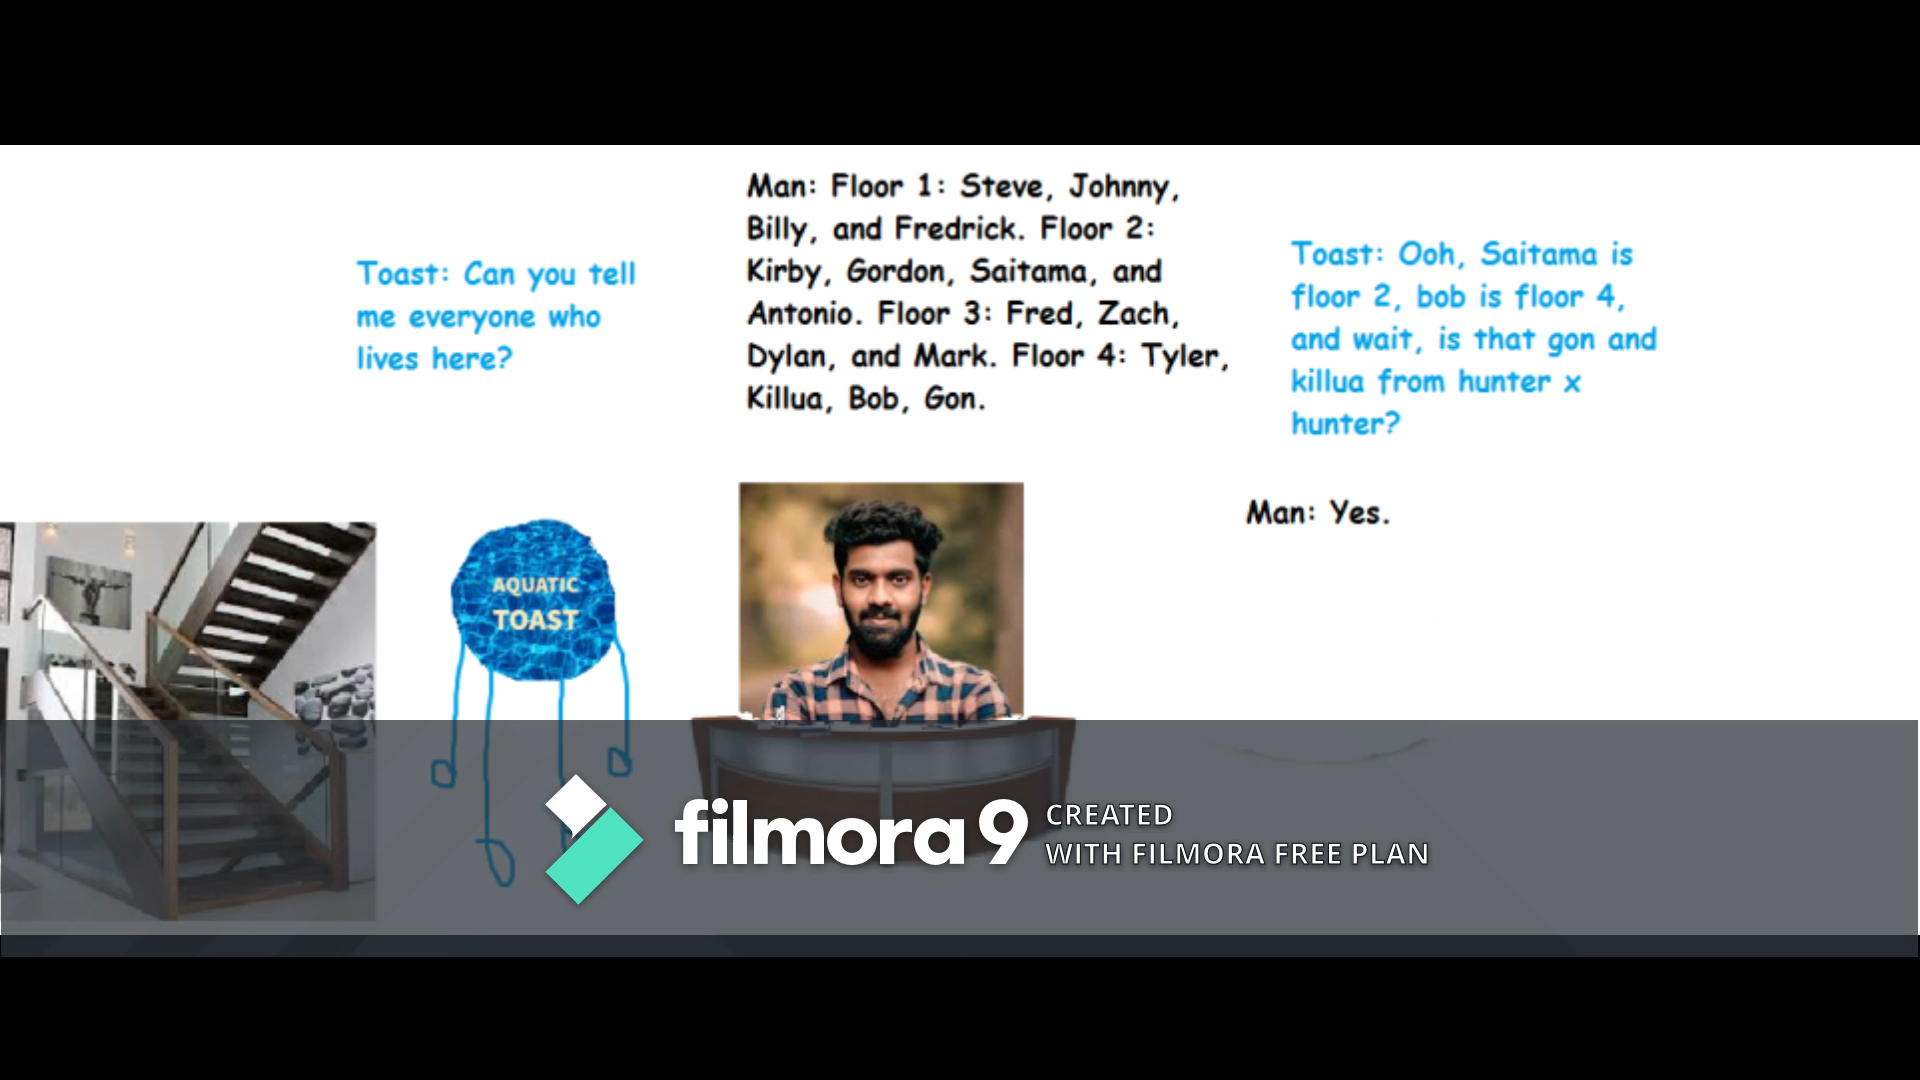 Toast: Can you tell
me everyone who
lives here?
Man: Floor 1: Steve, Johnny,
Billy, and Fredrick. Floor 2:
Kirby, Gordon, Saitama, and
Antonio. Floor 3: Fred, Zach,
Dylan, and Mark. Floor 4: Tyler,
Killua, Bob, Gon.
Toast: Ooh, Saitama is
floor 2, bob is floor 4,
and wait, is that gon and
killua from hunter x
hunter?
Man: Yes.
AQUATIC
TOAST
filmora 9
CREATED
WITH FILMORA FREE PLAN